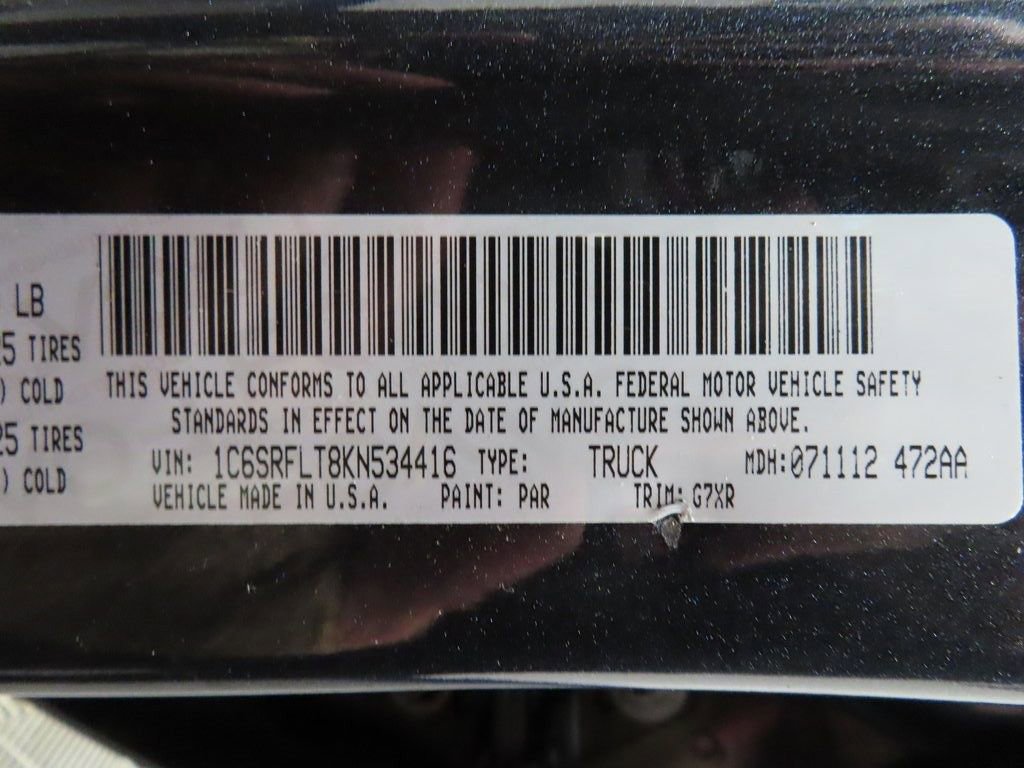 LB
25 TIRES
) COLD
25 TIRES
) COLD
THIS VEHICLE CONFORMS TO ALL APPLICABLE U.S.A. FEDERAL MOTOR VEHICLE SAFETY
STANDARDS IN EFFECT ON THE DATE OF MANUFACTURE SHOWN ABOVE.
VIN: 1C6SRFLT8KN534416 TYPE: TRUCK MDH:071112 472AA
VEHICLE MADE IN U.S.A. PAINT: PAR TRIM: G7XR